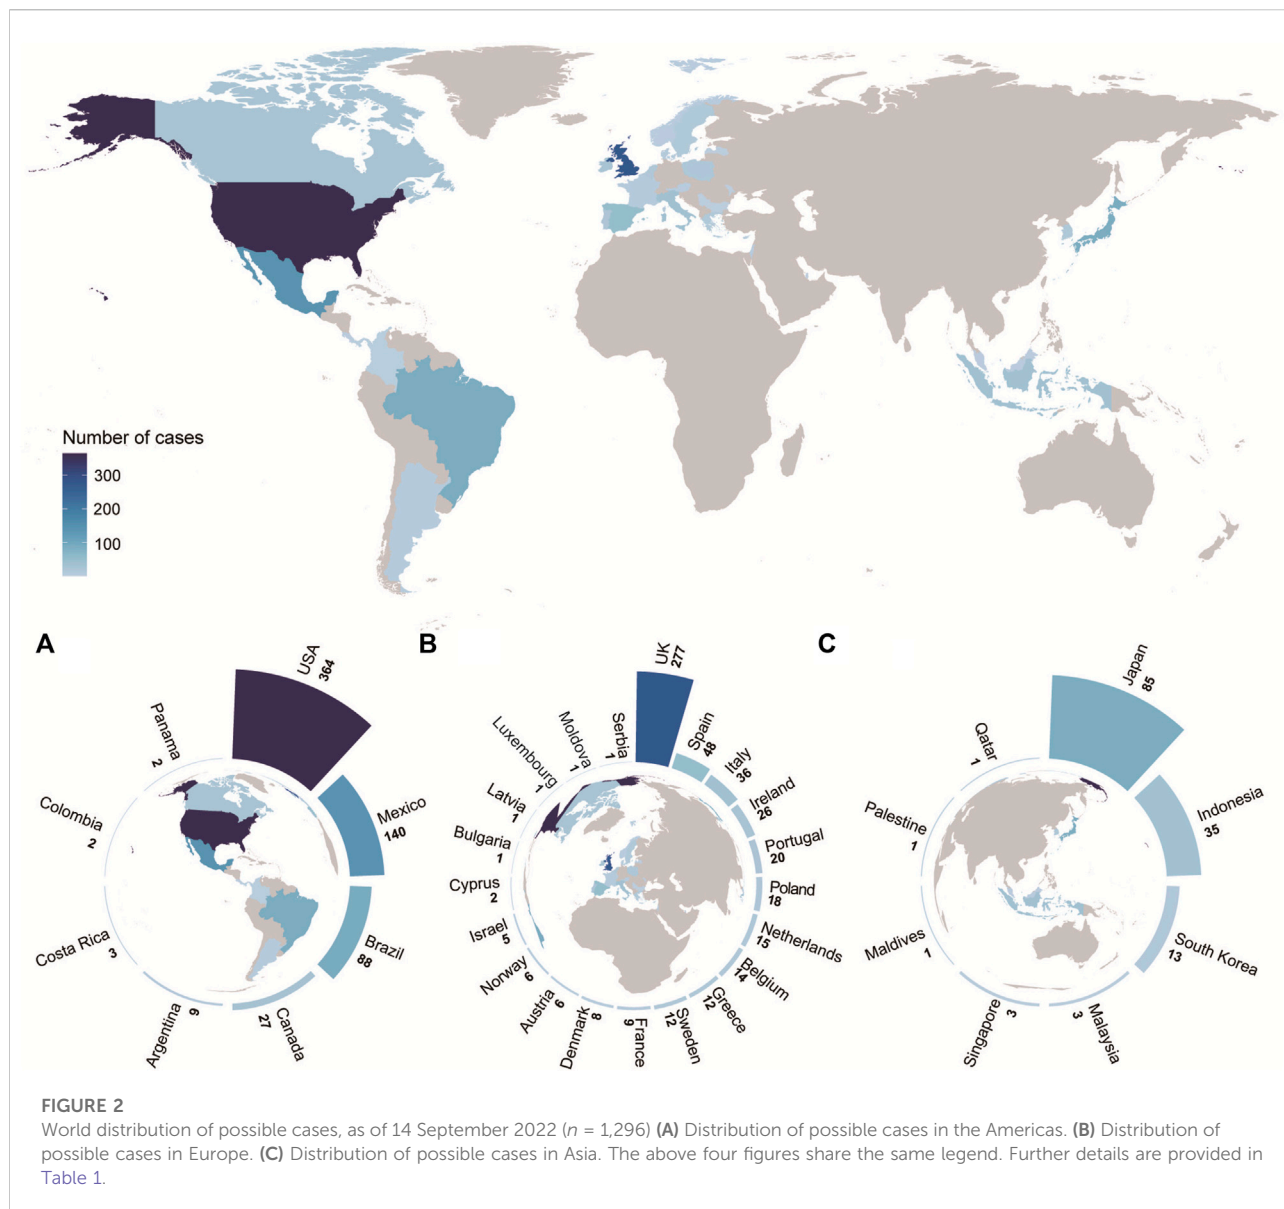 Number of cases
300
200
100
A
USA
364
Mexico
140
Brazil
88
Canada
27
Argentina
9
Costa Rica
3
Colombia
2
Panama
2
B
UK
277
Spain
48
Italy
36
Ireland
26
Portugal
20
Poland
18
Netherlands
15
Belgium
14
Greece
12
Sweden
12
France
9
Denmark
8
Austria
6
Norway
6
Israel
5
Cyprus
2
Bulgaria
1
Latvia
1
Luxembourg
1
Moldova
1
Serbia
1
C
Japan
85
Indonesia
35
South Korea
13
Malaysia
3
Singapore
3
Maldives
1
Palestine
1
Qatar
1
FIGURE 2
World distribution of possible cases, as of 14 September 2022 (n = 1,296) (A) Distribution of possible cases in the Americas. (B) Distribution of
possible cases in Europe. (C) Distribution of possible cases in Asia. The above four figures share the same legend. Further details are provided in
Table 1.